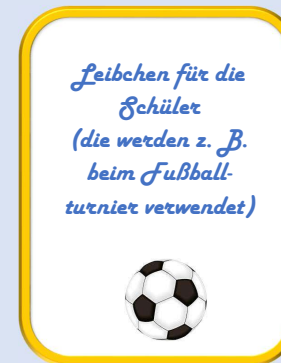 Leibchen für die
Schüler
(die werden z. B.
beim Fußball-
turnier verwendet)